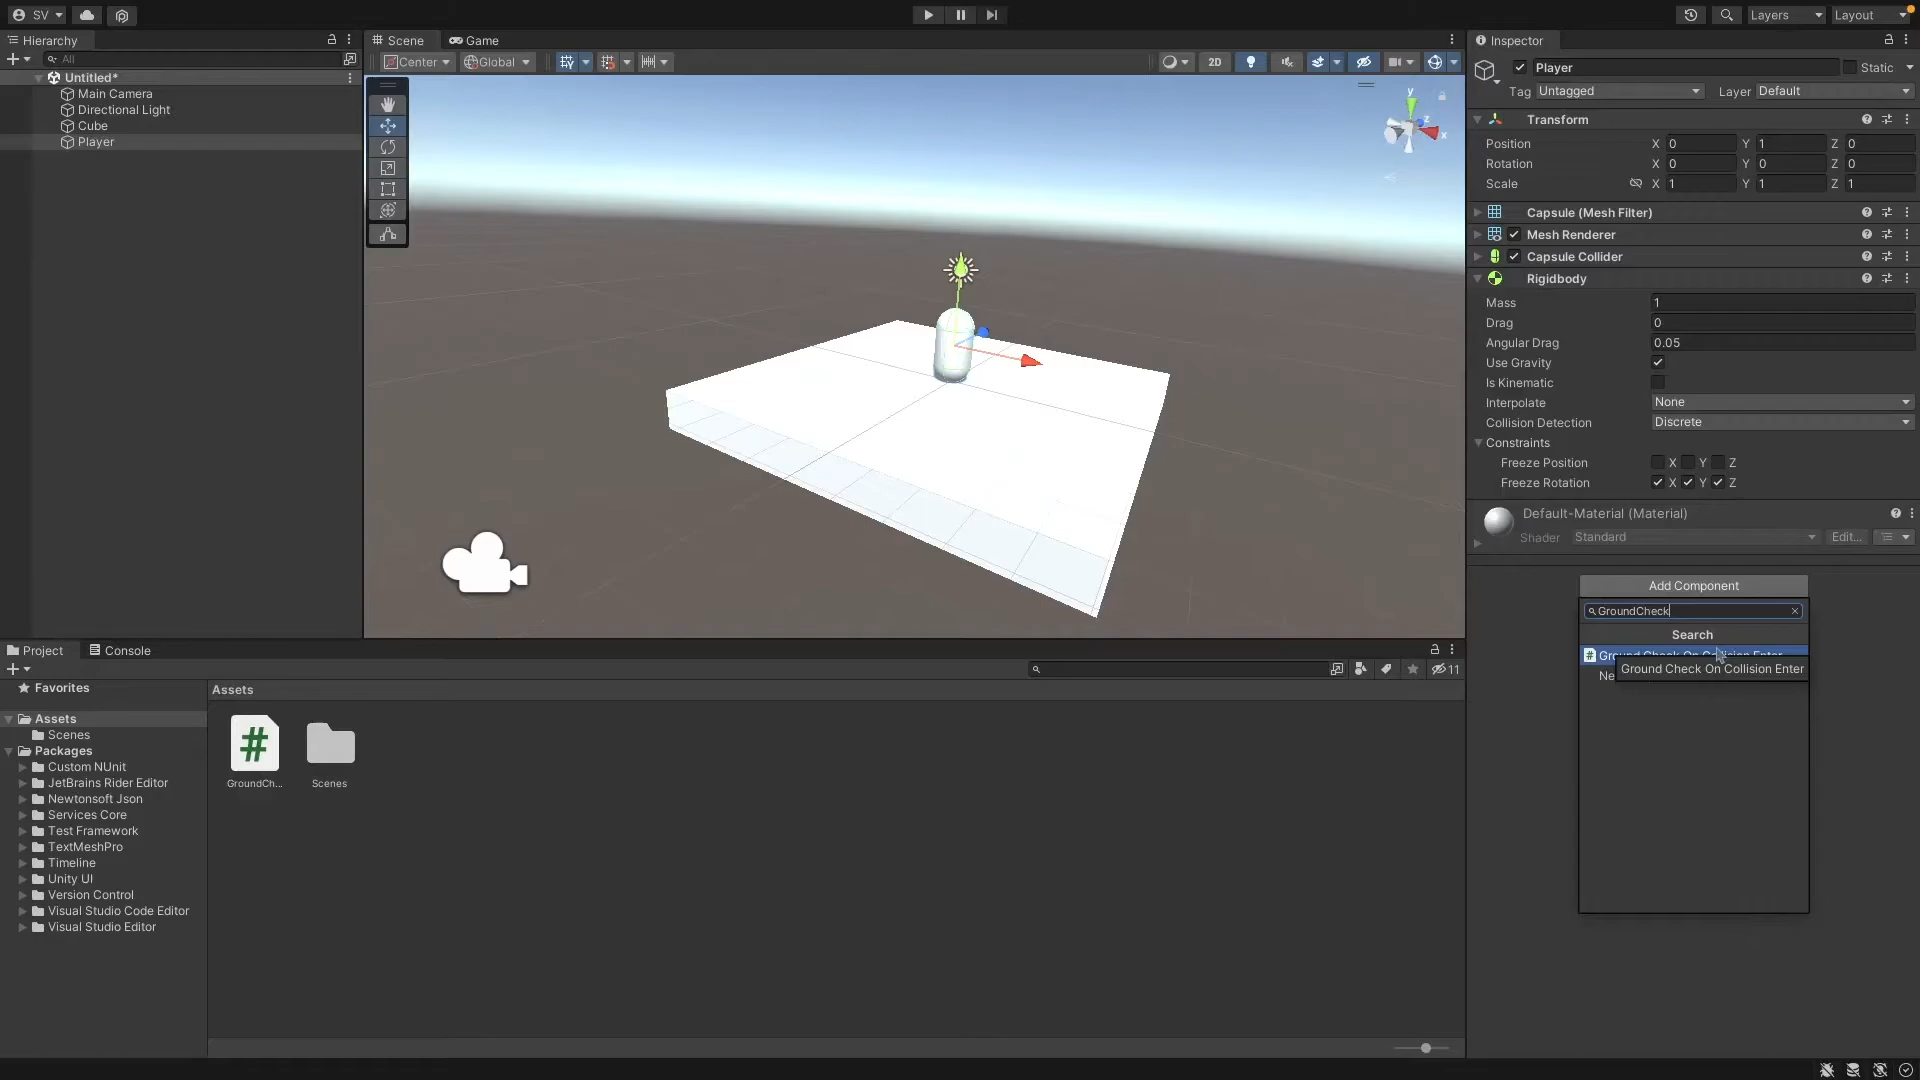 SV
Layers
Layout
Hierarchy
All
Untitled*
Main Camera
Directional Light
Cube
Player
Scene
Game
Center
Global
2D
y
x
z
Inspector
Player
Static
Tag Untagged
Layer Default
Transform
Position X 0 Y 1 Z 0
Rotation X 0 Y 0 Z 0
Scale X 1 Y 1 Z 1
Capsule (Mesh Filter)
Mesh Renderer
Capsule Collider
Rigidbody
Mass 1
Drag 0
Angular Drag 0.05
Use Gravity
Is Kinematic
Interpolate None
Collision Detection Discrete
Constraints
Freeze Position X Y Z
Freeze Rotation X Y Z
Default-Material (Material)
Shader Standard Edit...
Add Component
GroundCheck
Search
Ground Check On Collision Enter
Ground Check On Collision Enter
Ne
Project
Console
11
Favorites
Assets
Scenes
Packages
Custom NUnit
JetBrains Rider Editor
Newtonsoft Json
Services Core
Test Framework
TextMeshPro
Timeline
Unity UI
Version Control
Visual Studio Code Editor
Visual Studio Editor
Assets
GroundCh...
Scenes